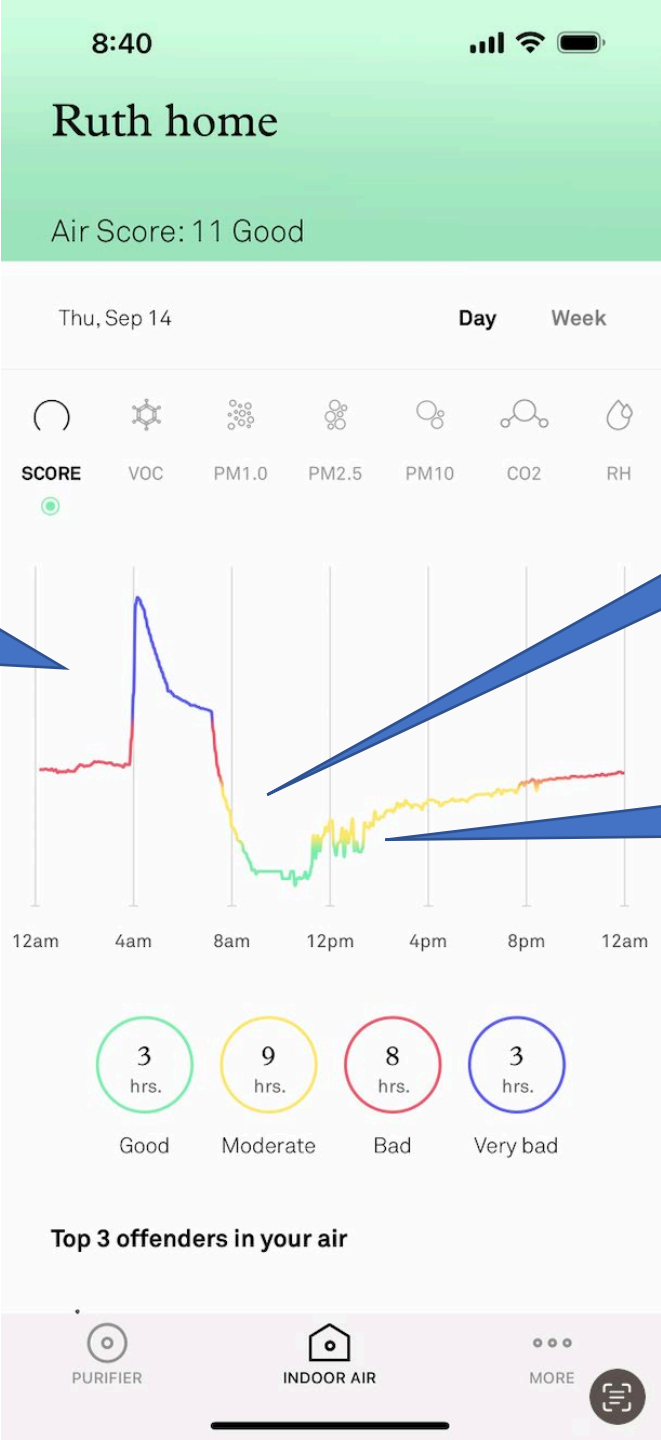 8:40
Ruth home
Air Score: 11 Good
Thu, Sep 14 Day Week
SCORE VOC PM1.0 PM2.5 PM10 CO2 RH
12am 4am 8am 12pm 4pm 8pm 12am
3 9 8 3
hrs. hrs. hrs. hrs.
Good Moderate Bad Very bad
Top 3 offenders in your air
PURIFIER INDOOR AIR MORE